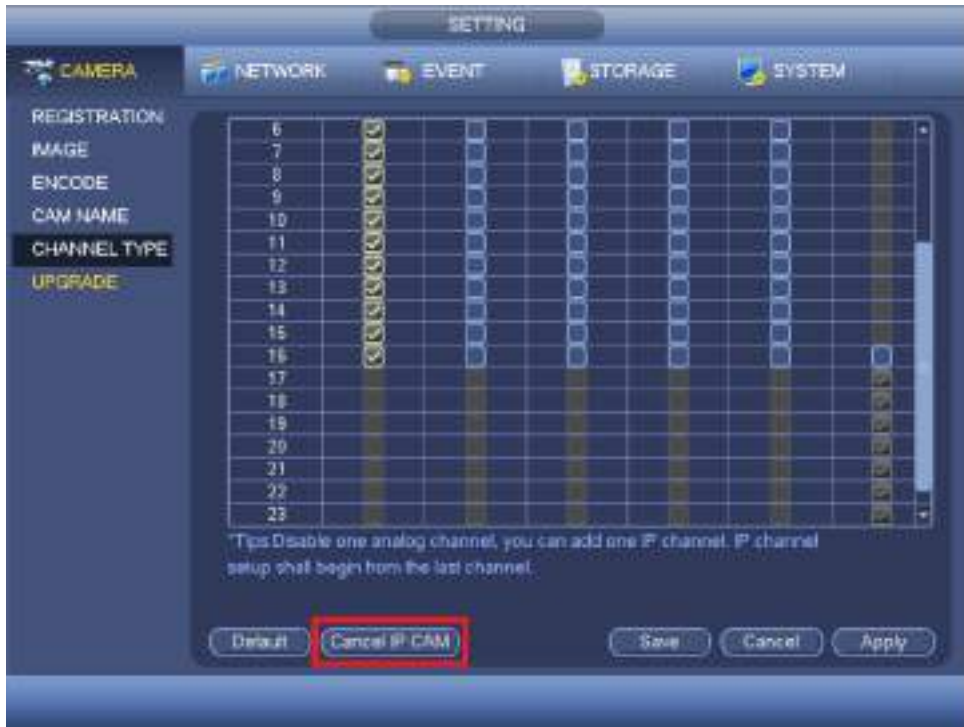 SETTING
CAMERA NETWORK EVENT STORAGE SYSTEM
REGISTRATION
IMAGE
ENCODE
CAM NAME
CHANNEL TYPE
UPGRADE
6
7
8
9
10
11
12
13
14
15
16
17
18
19
20
21
22
23
*Tips:Disable one analog channel, you can add one IP channel. IP channel
setup shall begin from the last channel.
Default Cancel IP CAM Save Cancel Apply